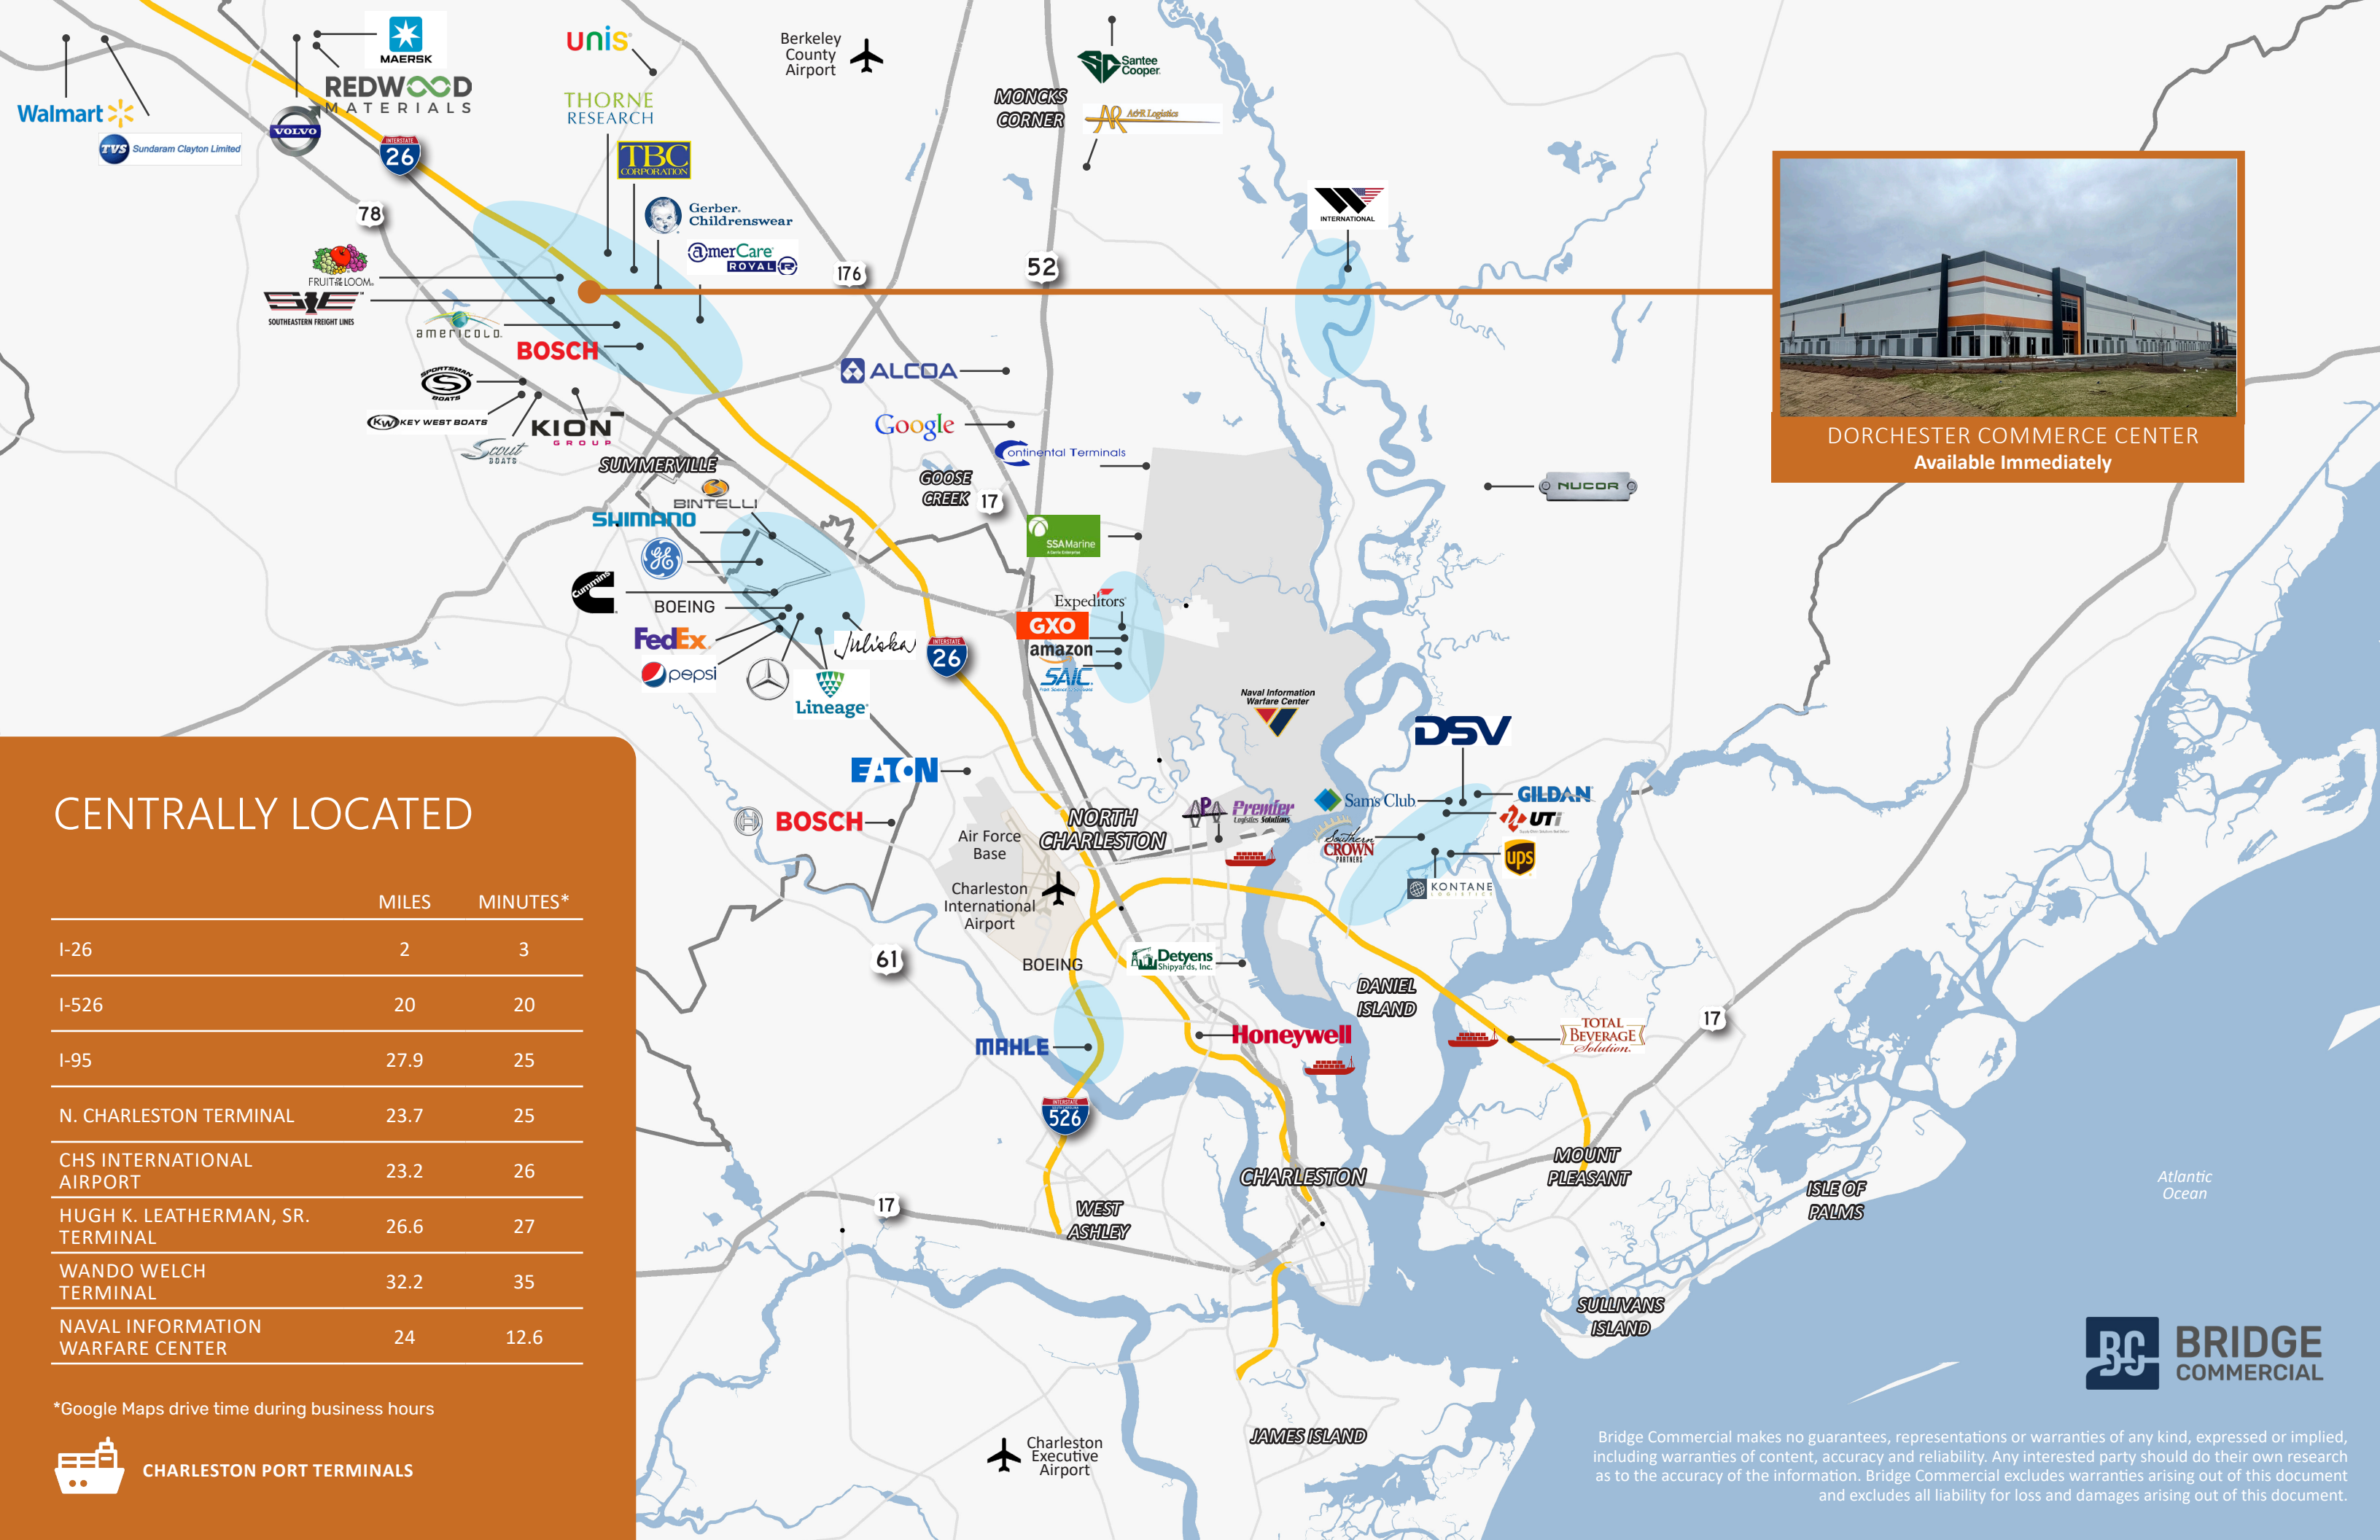 MAERSK
REDWOOD
MATERIALS
Walmart
TVS Sundaram Clayton Limited
VOLVO
INTERSTATE
26
78
unis
THORNE
RESEARCH
TBC
CORPORATION
Gerber
Childrenswear
@merCare
ROYAL R
Berkeley
County
Airport
Santee
Cooper
MONCKS
CORNER
AR A&R Logistics
W INTERNATIONAL
176
52
FRUIT OF THE LOOM
SOUTHEASTERN FREIGHT LINES
americold
BOSCH
SPORTSMAN
BOATS
KW KEY WEST BOATS
Scout
BOATS
KION
GROUP
SUMMERVILLE
ALCOA
Google
Continental Terminals
GOOSE
CREEK
17
DORCHESTER COMMERCE CENTER
Available Immediately
NUCOR
BINTELLI
SHIMANO
GE
Cummins
BOEING
FedEx
pepsi
Lineage
Juliska
INTERSTATE
26
SSAMarine
Expeditors
GXO
amazon
SAIC
Naval Information
Warfare Center
DSV
EATON
BOSCH
Air Force
Base
NORTH
CHARLESTON
Charleston
International
Airport
APA Premier
Logistics Solutions
Sam's Club
Southern
CROWN
PARTNERS
GILDAN
UTi
ups
KONTANE
LOGISTICS
61
BOEING
Detyens
Shipyards, Inc.
DANIEL
ISLAND
MAHLE
Honeywell
TOTAL
BEVERAGE
Solution
17
INTERSTATE
526
CHARLESTON
MOUNT
PLEASANT
17
WEST
ASHLEY
ISLE OF
PALMS
Atlantic
Ocean
SULLIVANS
ISLAND
JAMES ISLAND
Charleston
Executive
Airport
CENTRALLY LOCATED
MILES MINUTES*
I-26 2 3
I-526 20 20
I-95 27.9 25
N. CHARLESTON TERMINAL 23.7 25
CHS INTERNATIONAL
AIRPORT 23.2 26
HUGH K. LEATHERMAN, SR.
TERMINAL 26.6 27
WANDO WELCH
TERMINAL 32.2 35
NAVAL INFORMATION
WARFARE CENTER 24 12.6
*Google Maps drive time during business hours
CHARLESTON PORT TERMINALS
BC BRIDGE
COMMERCIAL
Bridge Commercial makes no guarantees, representations or warranties of any kind, expressed or implied,
including warranties of content, accuracy and reliability. Any interested party should do their own research
as to the accuracy of the information. Bridge Commercial excludes warranties arising out of this document
and excludes all liability for loss and damages arising out of this document.